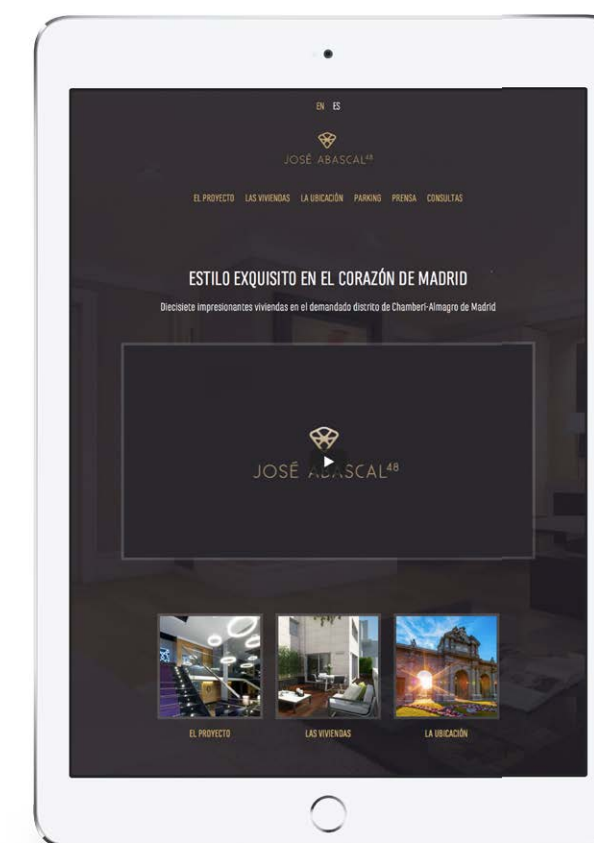 EN ES
JOSÉ ABASCAL⁴⁸
EL PROYECTO LAS VIVIENDAS LA UBICACIÓN PARKING PRENSA CONSULTAS
ESTILO EXQUISITO EN EL CORAZÓN DE MADRID
Diecisiete impresionantes viviendas en el demandado distrito de Chamberí-Almagro de Madrid
JOSÉ ABASCAL⁴⁸
EL PROYECTO LAS VIVIENDAS LA UBICACIÓN